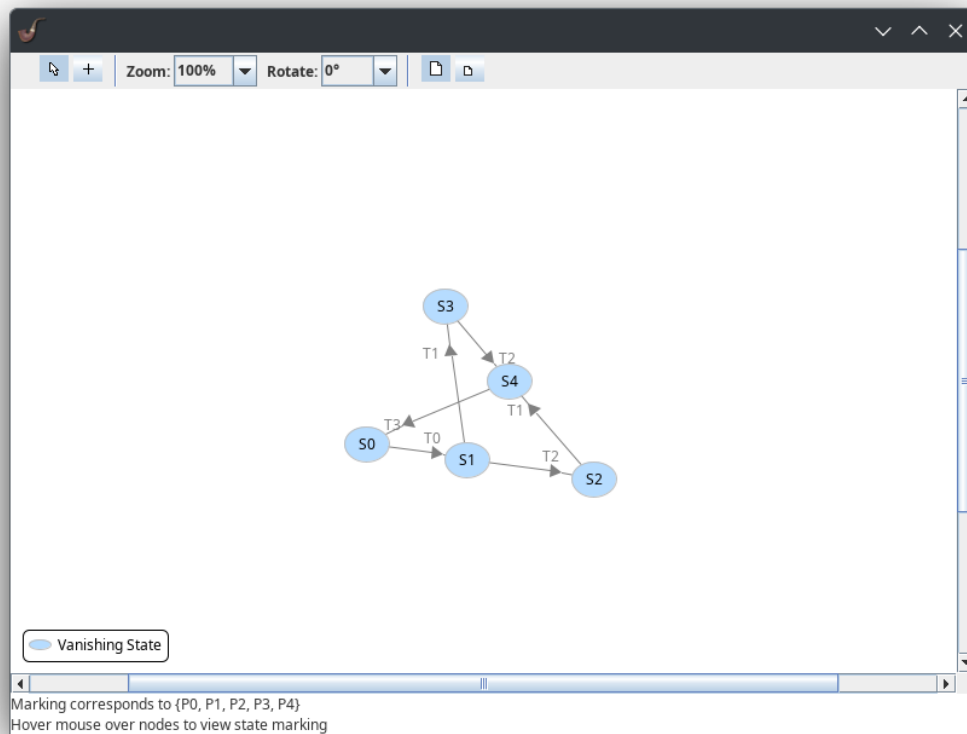 Zoom: 100% Rotate: 0°
S3
T1
T2
S4
T1
T3
S0
T0
S1
T2
S2
Vanishing State
Marking corresponds to {P0, P1, P2, P3, P4}
Hover mouse over nodes to view state marking